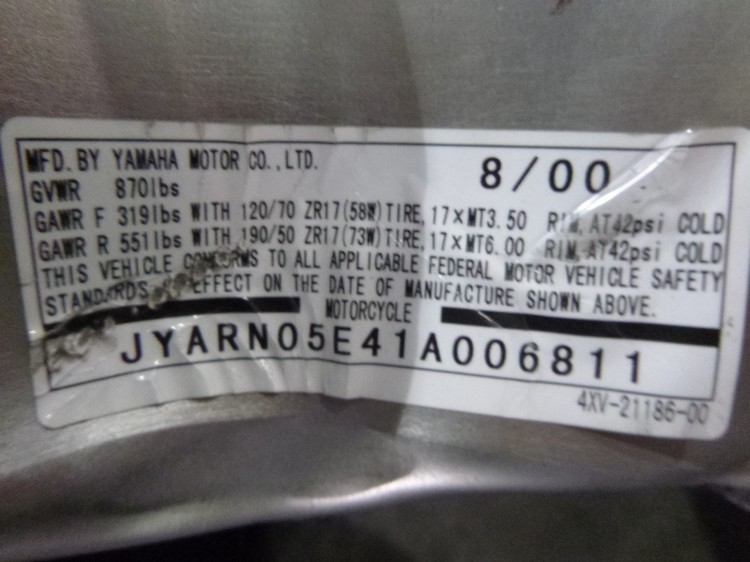 MFD. BY YAMAHA MOTOR CO., LTD. 8/00
GVWR 870lbs
GAWR F 319lbs WITH 120/70 ZR17(58W)TIRE, 17×MT3.50 RIM, AT42psi COLD
GAWR R 551lbs WITH 190/50 ZR17(73W)TIRE, 17×MT6.00 RIM, AT42psi COLD
THIS VEHICLE CONFORMS TO ALL APPLICABLE FEDERAL MOTOR VEHICLE SAFETY
STANDARDS EFFECT ON THE DATE OF MANUFACTURE SHOWN ABOVE.
MOTORCYCLE
JYARN05E41A006811
4XV-21186-00